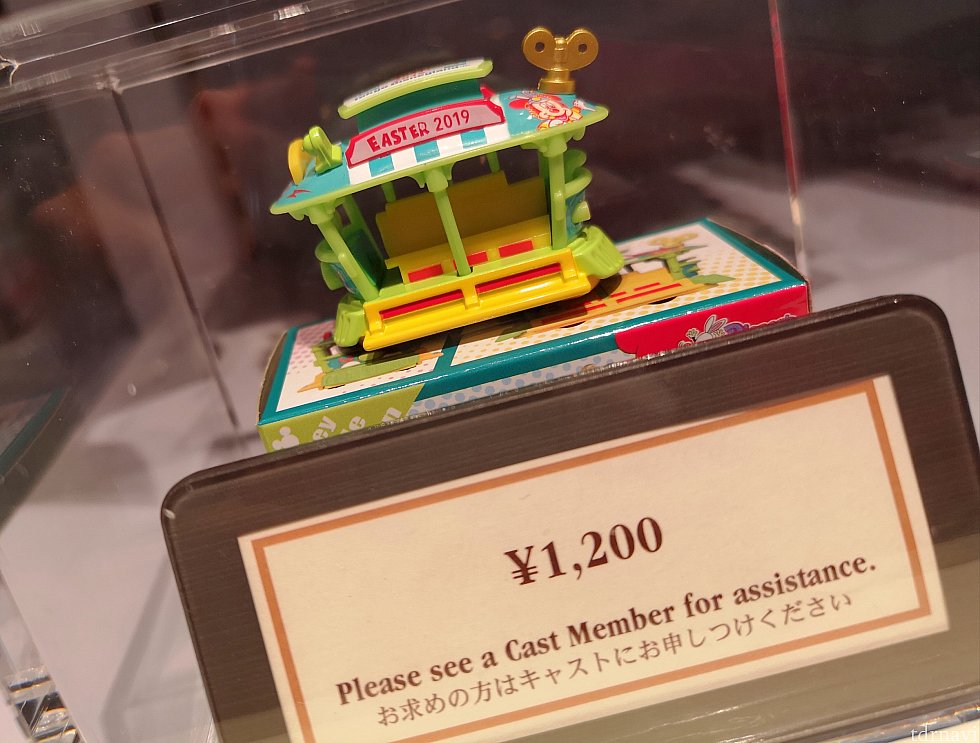 EASTER 2019
¥1,200
Please see a Cast Member for assistance.
お求めの方はキャストにお申しつけください
tdrnavi